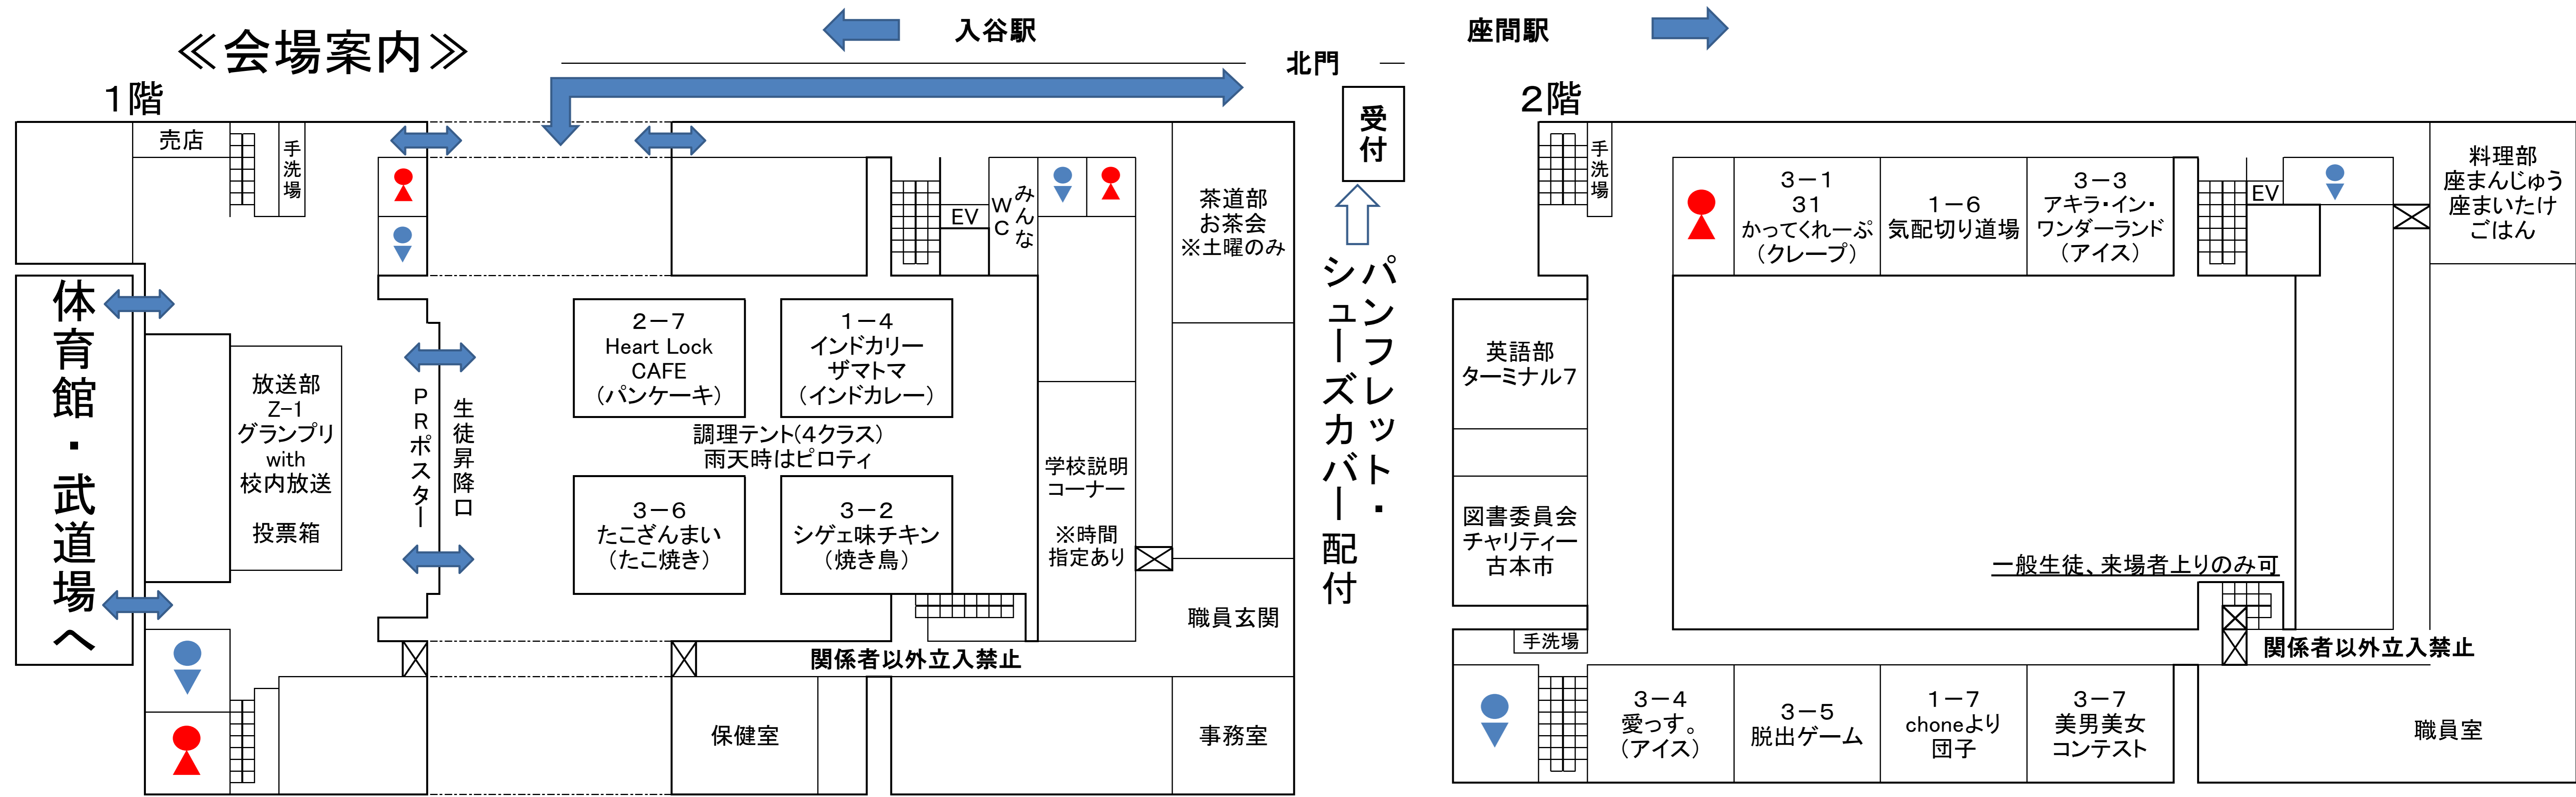 ≪会場案内≫
入谷駅
座間駅
北門
受付
パンフレット・
シューズカバー配付
1階
売店
手洗場
EV
みんな
WC
茶道部
お茶会
※土曜のみ
体育館・武道場へ
放送部
Z-1
グランプリ
with
校内放送
投票箱
PRポスター
生徒昇降口
2－7
Heart Lock
CAFE
（パンケーキ）
1－4
インドカリー
ザマトマ
（インドカレー）
調理テント(4クラス)
雨天時はピロティ
3－6
たこざんまい
（たこ焼き）
3－2
シゲェ味チキン
（焼き鳥）
学校説明
コーナー
※時間
指定あり
職員玄関
関係者以外立入禁止
保健室
事務室
2階
手洗場
3－1
31
かってくれーぷ
（クレープ）
1－6
気配切り道場
3－3
アキラ・イン・
ワンダーランド
（アイス）
EV
料理部
座まんじゅう
座まいたけ
ごはん
英語部
ターミナル7
図書委員会
チャリティー
古本市
一般生徒、来場者上りのみ可
手洗場
関係者以外立入禁止
3－4
愛っす。
（アイス）
3－5
脱出ゲーム
1－7
choneより
団子
3－7
美男美女
コンテスト
職員室